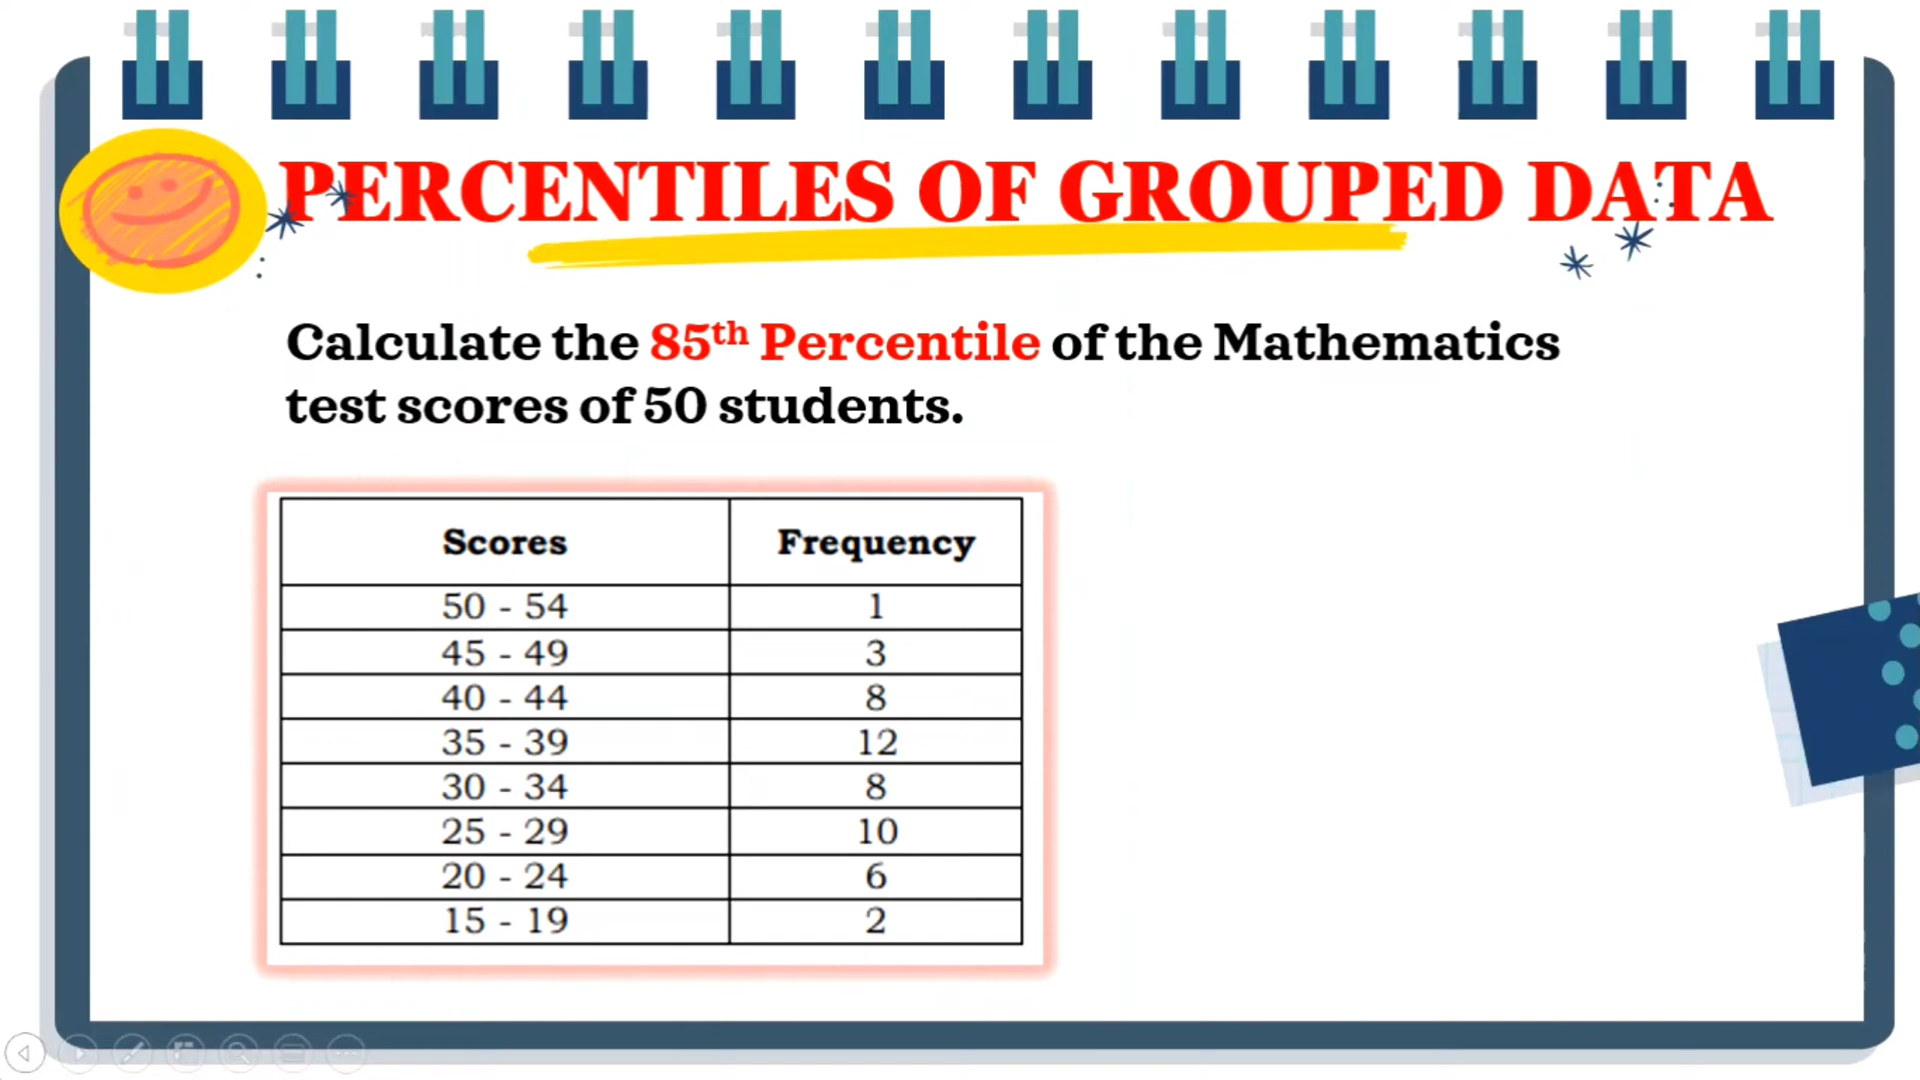 PERCENTILES OF GROUPED DATA
Calculate the 85th Percentile of the Mathematics
test scores of 50 students.
Scores Frequency
50 - 54 1
45 - 49 3
40 - 44 8
35 - 39 12
30 - 34 8
25 - 29 10
20 - 24 6
15 - 19 2